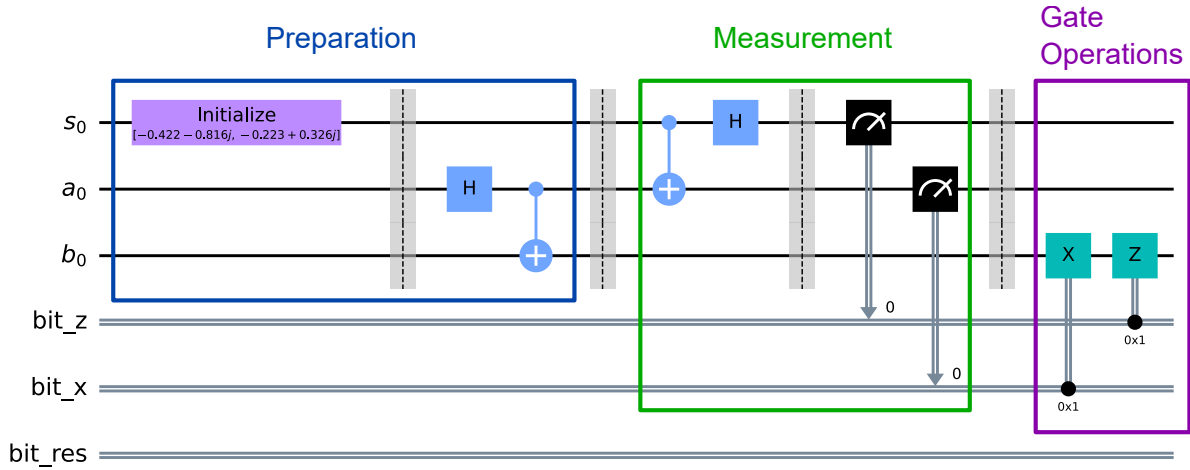 Preparation
Measurement
Gate
Operations
s₀
Initialize
[−0.422 − 0.816j, −0.223 + 0.326j]
H
a₀
H
b₀
X
Z
bit_z
0
0x1
bit_x
0
0x1
bit_res